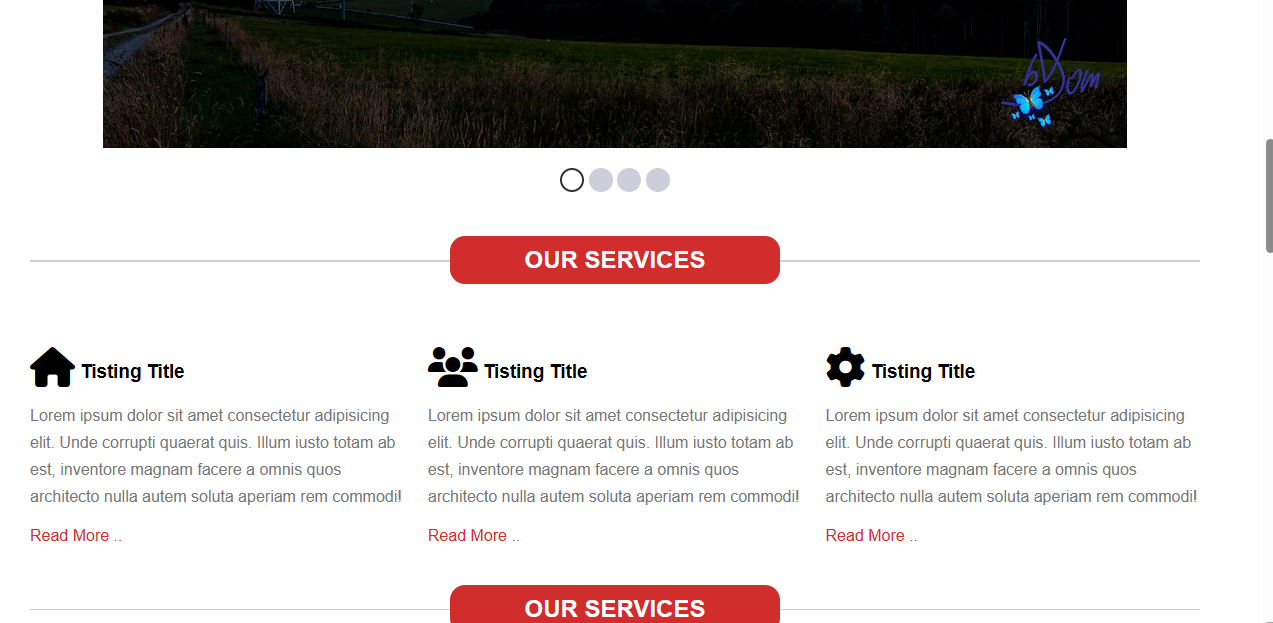 bDom
OUR SERVICES
Tisting Title
Lorem ipsum dolor sit amet consectetur adipisicing
elit. Unde corrupti quaerat quis. Illum iusto totam ab
est, inventore magnam facere a omnis quos
architecto nulla autem soluta aperiam rem commodi!
Read More ..
Tisting Title
Lorem ipsum dolor sit amet consectetur adipisicing
elit. Unde corrupti quaerat quis. Illum iusto totam ab
est, inventore magnam facere a omnis quos
architecto nulla autem soluta aperiam rem commodi!
Read More ..
Tisting Title
Lorem ipsum dolor sit amet consectetur adipisicing
elit. Unde corrupti quaerat quis. Illum iusto totam ab
est, inventore magnam facere a omnis quos
architecto nulla autem soluta aperiam rem commodi!
Read More ..
OUR SERVICES